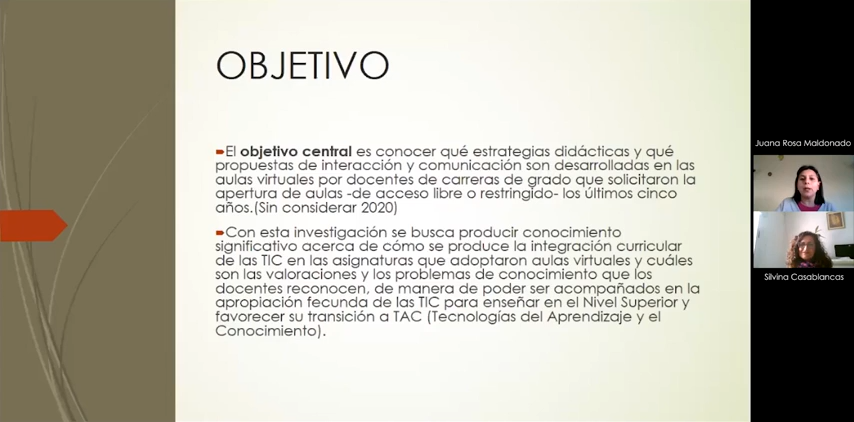 OBJETIVO
El objetivo central es conocer qué estrategias didácticas y qué
propuestas de interacción y comunicación son desarrolladas en las
aulas virtuales por docentes de carreras de grado que solicitaron la
apertura de aulas -de acceso libre o restringido- los últimos cinco
años.(Sin considerar 2020)
Con esta investigación se busca producir conocimiento
significativo acerca de cómo se produce la integración curricular
de las TIC en las asignaturas que adoptaron aulas virtuales y cuáles
son las valoraciones y los problemas de conocimiento que los
docentes reconocen, de manera de poder ser acompañados en la
apropiación fecunda de las TIC para enseñar en el Nivel Superior y
favorecer su transición a TAC (Tecnologías del Aprendizaje y el
Conocimiento).
Juana Rosa Maldonado
Silvina Casablancas